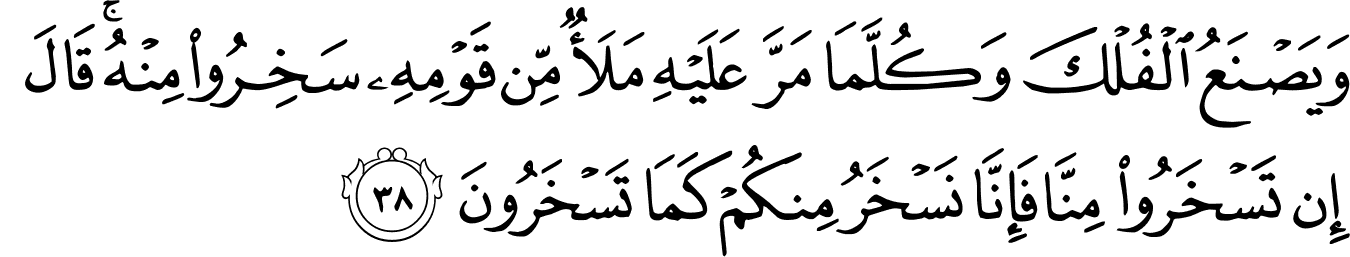 وَيَصْنَعُ ٱلْفُلْكَ وَكُلَّمَا مَرَّ عَلَيْهِ مَلَأٌ مِّن قَوْمِهِۦ سَخِرُوا۟ مِنْهُ ۚ قَالَ
إِن تَسْخَرُوا۟ مِنَّا فَإِنَّا نَسْخَرُ مِنكُمْ كَمَا تَسْخَرُونَ ٣٨